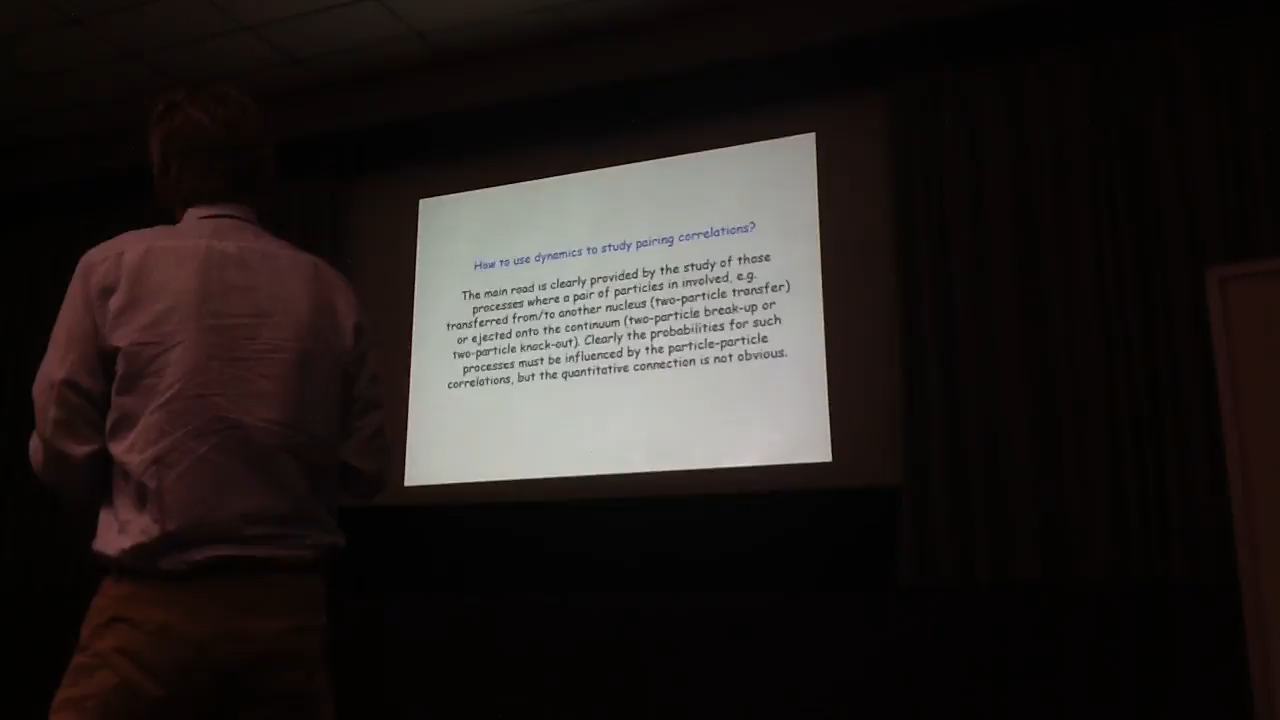 How to use dynamics to study pairing correlations?
The main road is clearly provided by the study of those
processes where a pair of particles in involved, e.g.
transferred from/to another nucleus (two-particle transfer)
or ejected onto the continuum (two-particle break-up or
two-particle knock-out). Clearly the probabilities for such
processes must be influenced by the particle-particle
correlations, but the quantitative connection is not obvious.